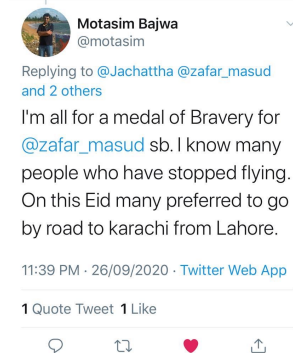 Motasim Bajwa
@motasim
Replying to @Jachattha @zafar_masud
and 2 others
I'm all for a medal of Bravery for
@zafar_masud sb. I know many
people who have stopped flying.
On this Eid many preferred to go
by road to karachi from Lahore.
11:39 PM · 26/09/2020 · Twitter Web App
1 Quote Tweet 1 Like